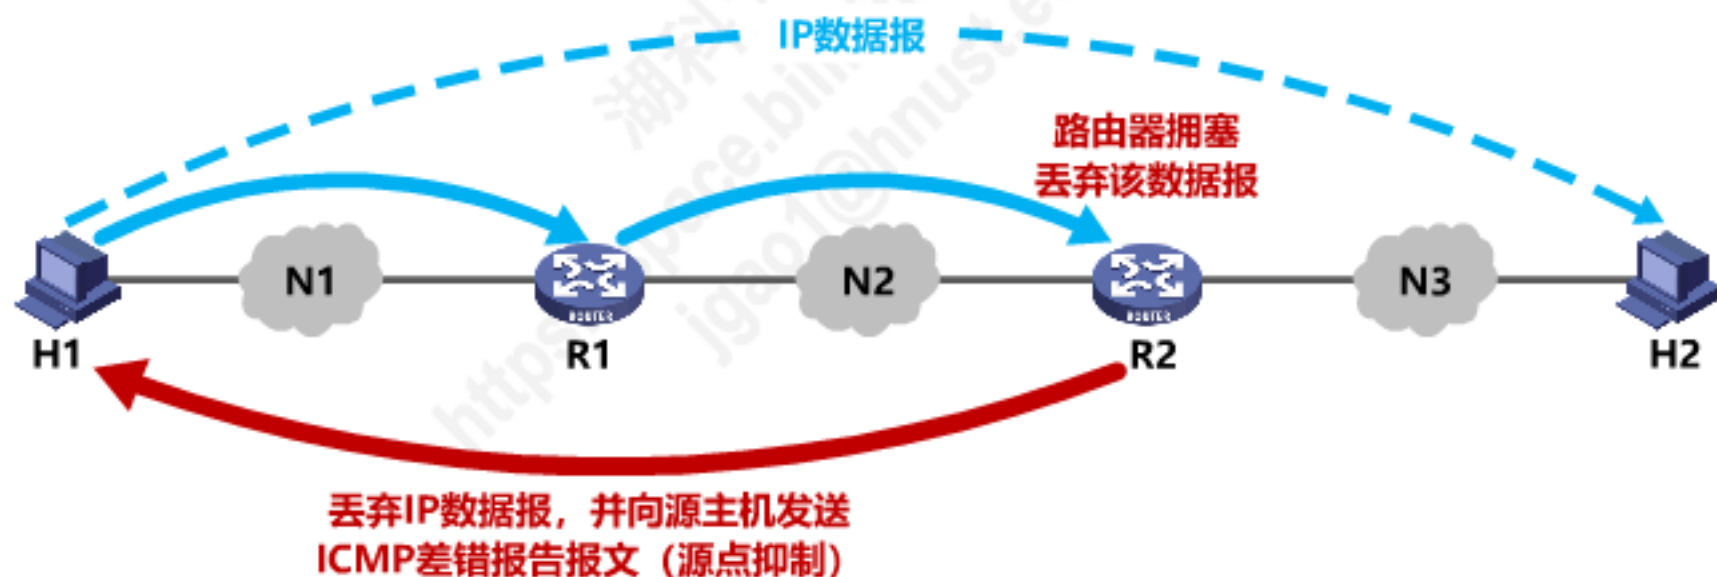 IP数据报
路由器拥塞
丢弃该数据报
N1
N2
N3
ROUTER
ROUTER
H1
R1
R2
H2
丢弃IP数据报，并向源主机发送
ICMP差错报告报文（源点抑制）